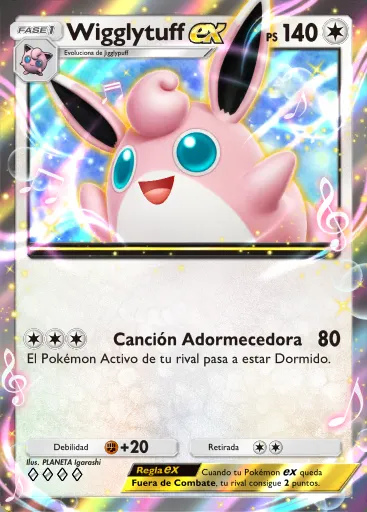 FASE 1
Wigglytuff ex
PS 140
Evoluciona de Jigglypuff
Canción Adormecedora 80
El Pokémon Activo de tu rival pasa a estar Dormido.
Debilidad +20
Retirada
Ilus. PLANETA Igarashi
Regla ex
Cuando tu Pokémon ex queda
Fuera de Combate, tu rival consigue 2 puntos.